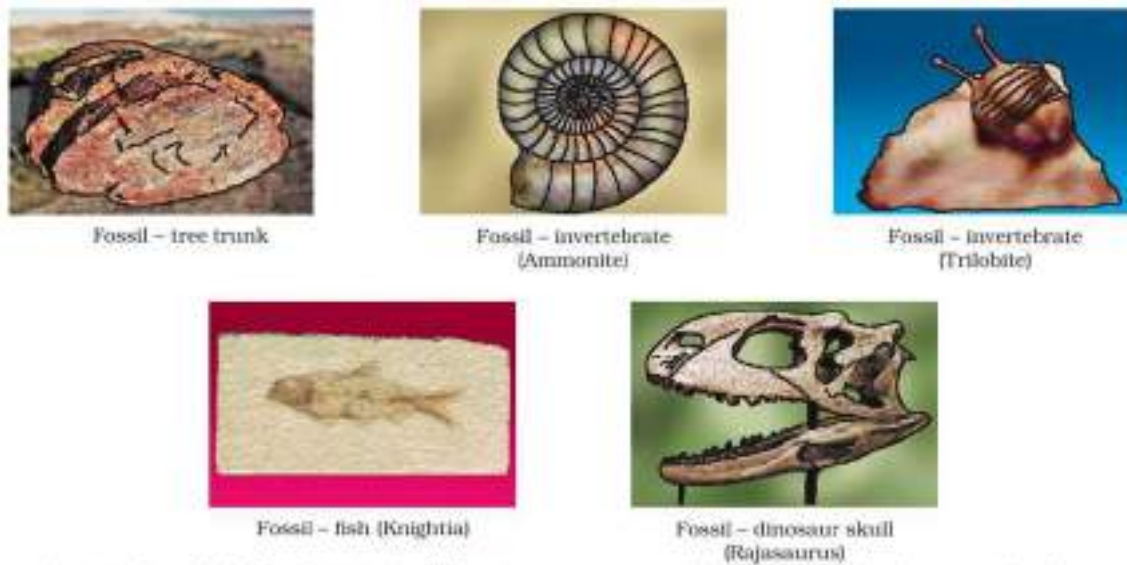 Fossil – tree trunk
Fossil – invertebrate
(Ammonite)
Fossil – invertebrate
(Trilobite)
Fossil – fish (Knightia)
Fossil – dinosaur skull
(Rajasaurus)